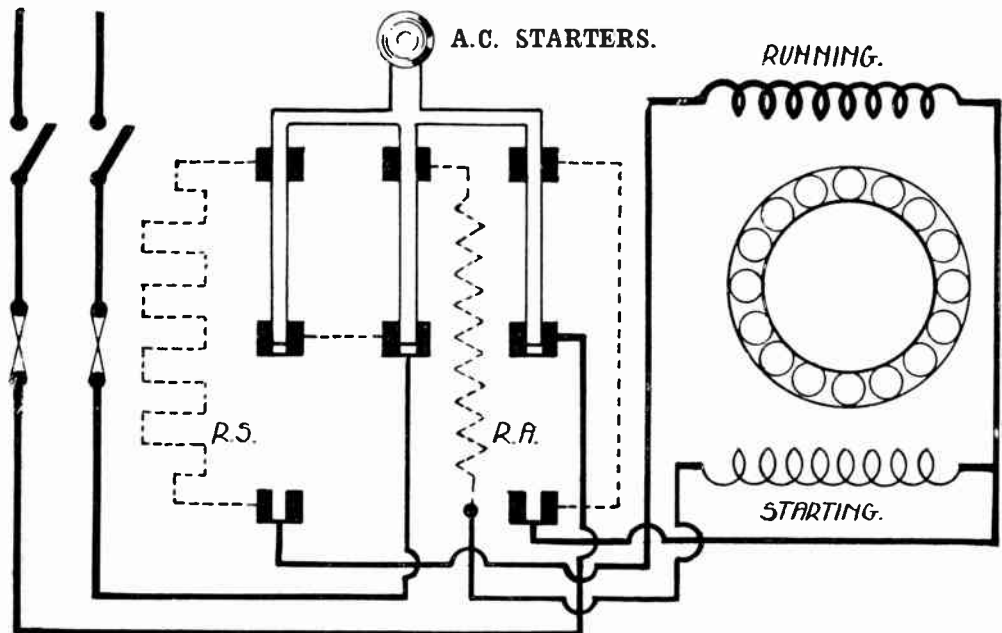 A.C. STARTERS.
RUNNING.
R.S.
R.A.
STARTING.